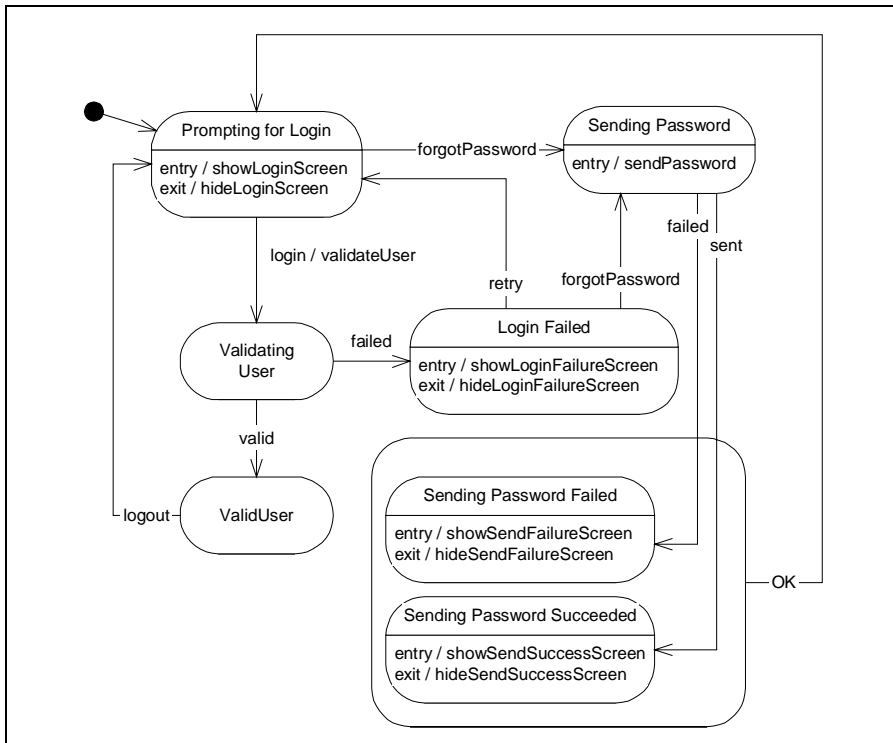 Prompting for Login
entry / showLoginScreen
exit / hideLoginScreen
forgotPassword
Sending Password
entry / sendPassword
failed
sent
login / validateUser
retry
forgotPassword
Validating
User
failed
Login Failed
entry / showLoginFailureScreen
exit / hideLoginFailureScreen
valid
logout
ValidUser
Sending Password Failed
entry / showSendFailureScreen
exit / hideSendFailureScreen
OK
Sending Password Succeeded
entry / showSendSuccessScreen
exit / hideSendSuccessScreen